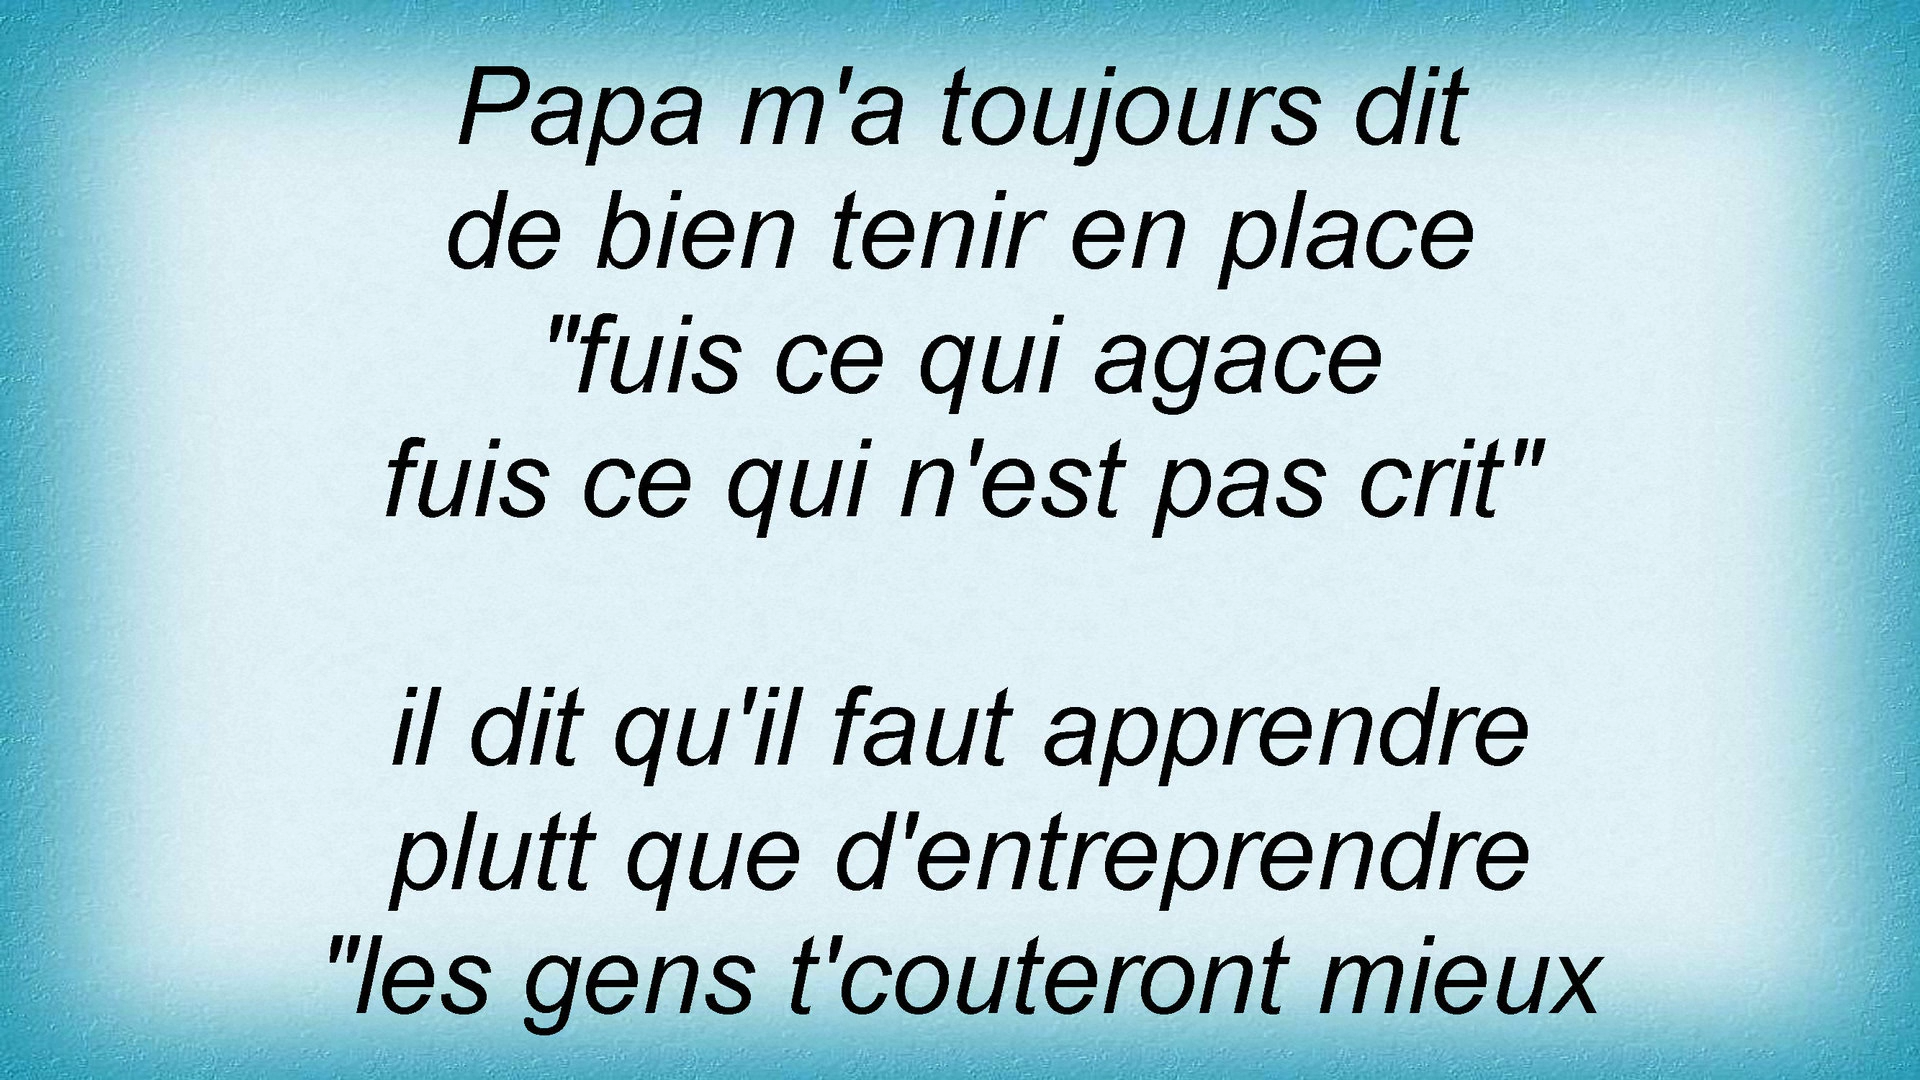 Papa m'a toujours dit
de bien tenir en place
"fuis ce qui agace
fuis ce qui n'est pas crit"
il dit qu'il faut apprendre
plutt que d'entreprendre
"les gens t'couteront mieux